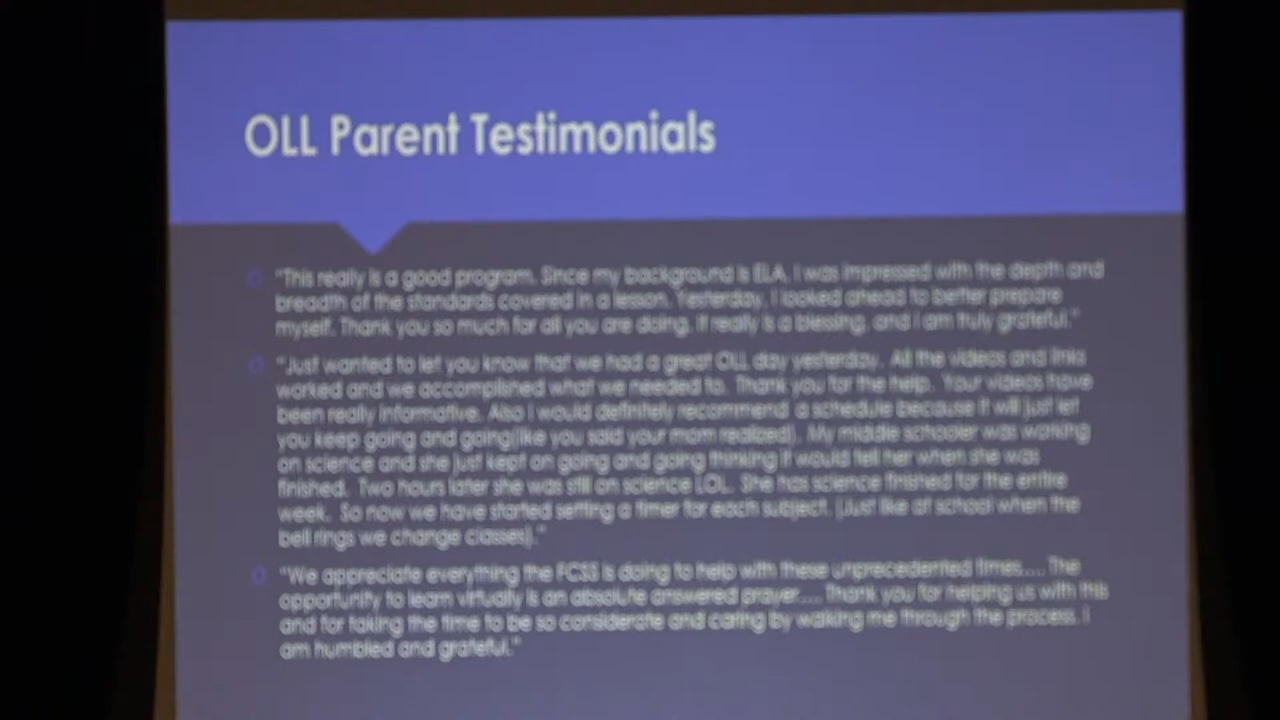 OLL Parent Testimonials
"This really is a good program. Since my background is ELA, I was impressed with the depth and
breadth of the standards covered in a lesson. Yesterday, I looked ahead to better prepare
myself. Thank you so much for all you are doing. It really is a blessing, and I am truly grateful."
"Just wanted to let you know that we had a great OLL day yesterday. All the videos and links
worked and we accomplished what we needed to. Thank you for the help. Your videos have
been really informative. Also I would definitely recommend a schedule because it will just let
you keep going and going(like you said your mom realized). My middle schooler was working
on science and she just kept on going and going thinking it would tell her when she was
finished. Two hours later she was still on science LOL. She has science finished for the entire
week. So now we have started setting a timer for each subject. (Just like at school when the
bell rings we change classes)."
"We appreciate everything the FCSS is doing to help with these unprecedented times.... The
opportunity to learn virtually is an absolute answered prayer.... Thank you for helping us with this
and for taking the time to be so considerate and caring by walking me through the process. I
am humbled and grateful."